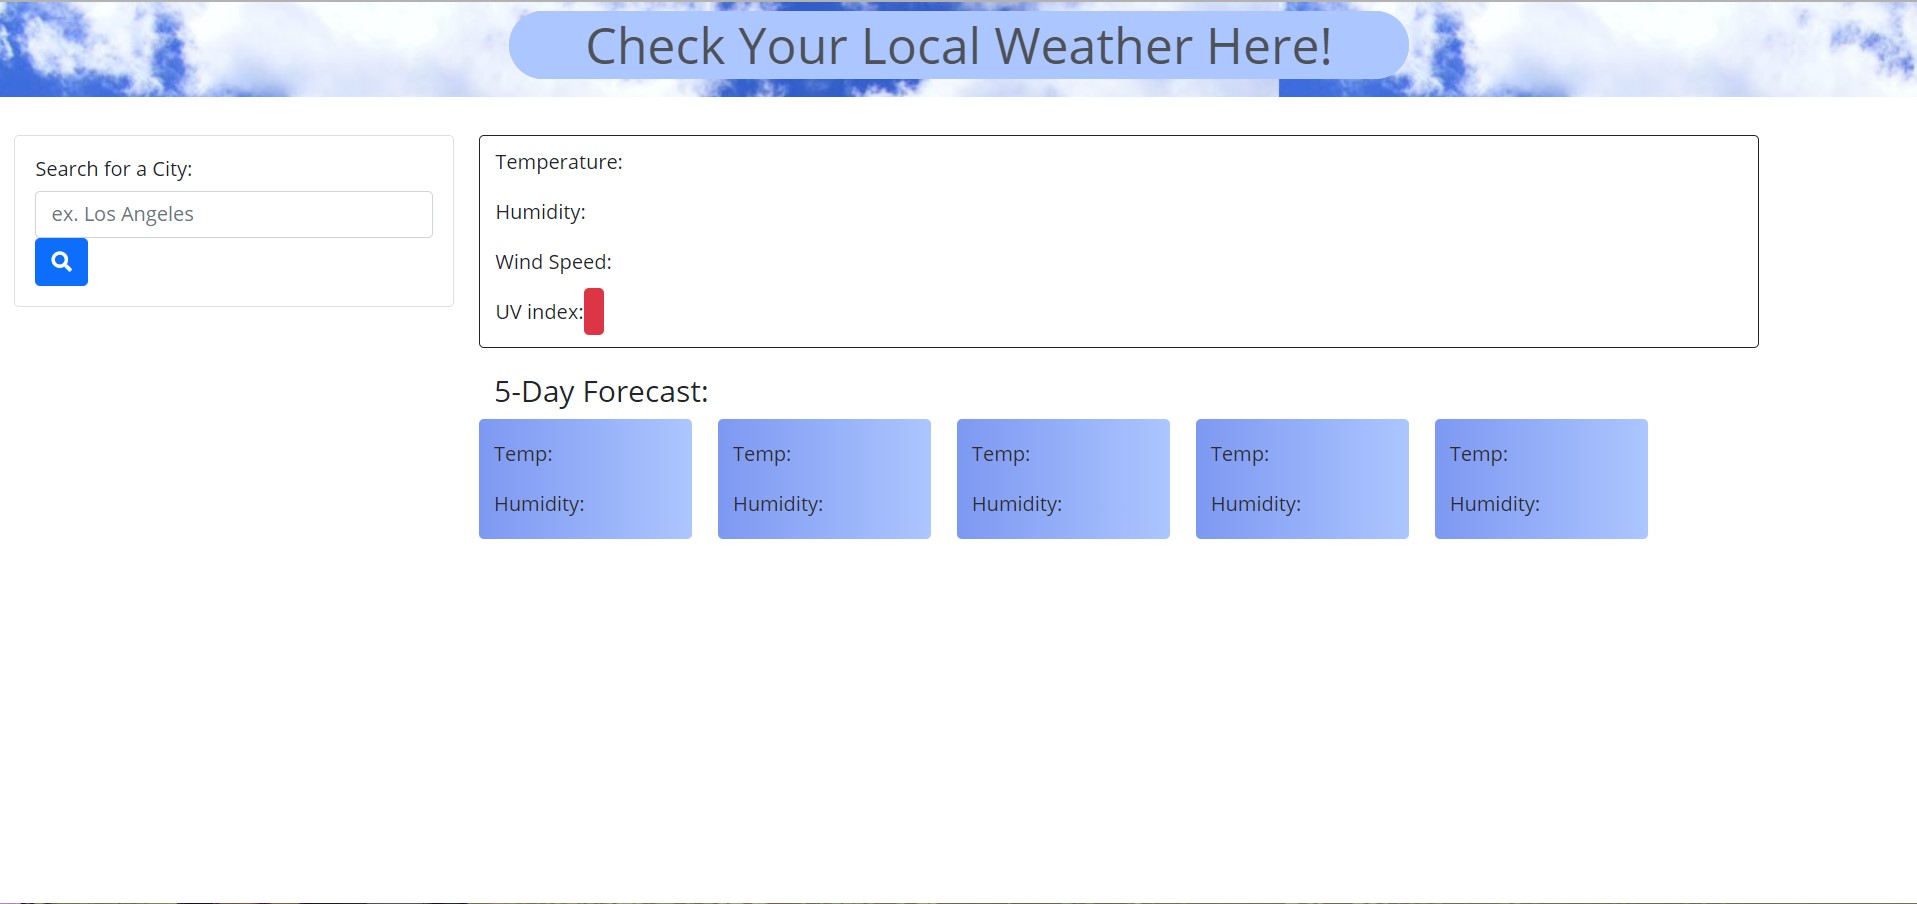 Check Your Local Weather Here!
Search for a City:
ex. Los Angeles
Temperature:
Humidity:
Wind Speed:
UV index:
5-Day Forecast:
Temp:
Humidity:
Temp:
Humidity:
Temp:
Humidity:
Temp:
Humidity:
Temp:
Humidity: